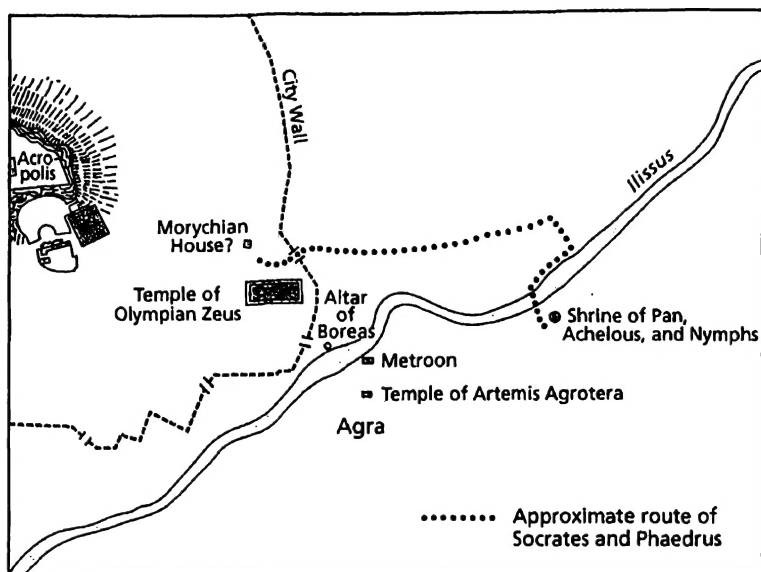 City Wall
Acro-
polis
Ilissus
Morychian
House?
Temple of
Olympian Zeus
Altar
of
Boreas
Shrine of Pan,
Achelous, and Nymphs
Metroon
Temple of Artemis Agrotera
Agra
Approximate route of
Socrates and Phaedrus